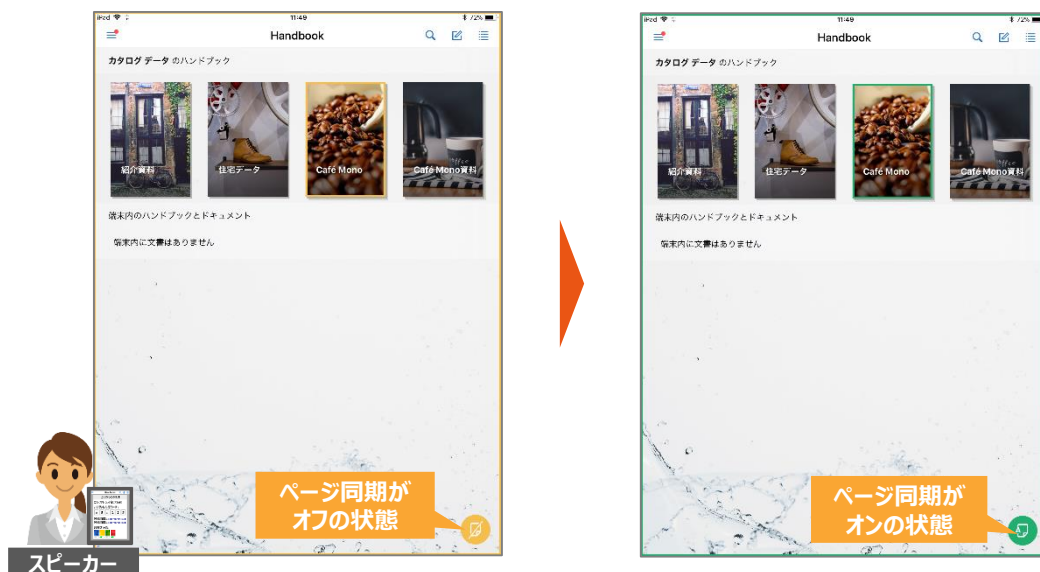 iPad
11:49
72%
Handbook
カタログ データ のハンドブック
紹介資料
住宅データ
Café Mono
Café Mono資料
端末内のハンドブックとドキュメント
端末内に文書はありません
ページ同期が
オフの状態
スピーカー
iPad
11:49
72%
Handbook
カタログ データ のハンドブック
紹介資料
住宅データ
Café Mono
Café Mono資料
端末内のハンドブックとドキュメント
端末内に文書はありません
ページ同期が
オンの状態